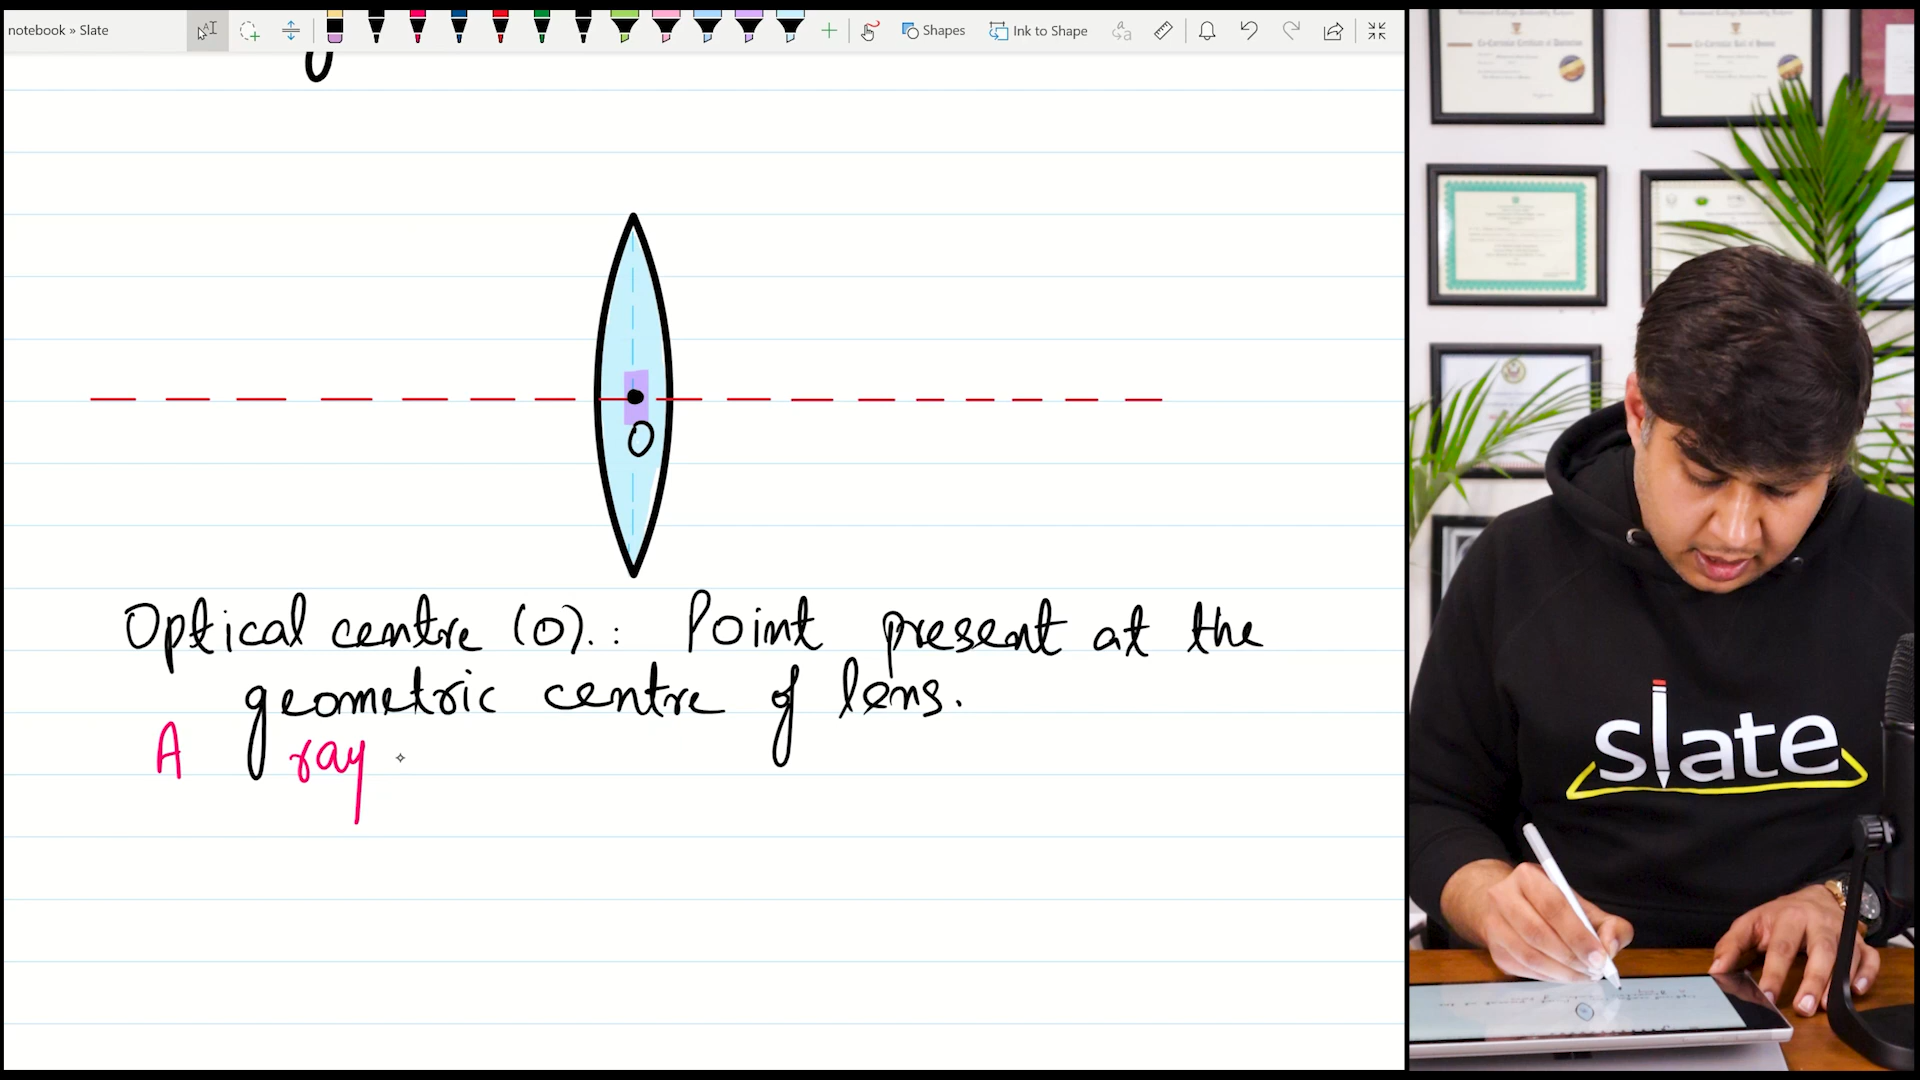 notebook » Slate
Shapes
Ink to Shape
O
Optical centre (O).: Point present at the
geometric centre of lens.
A ray
slate